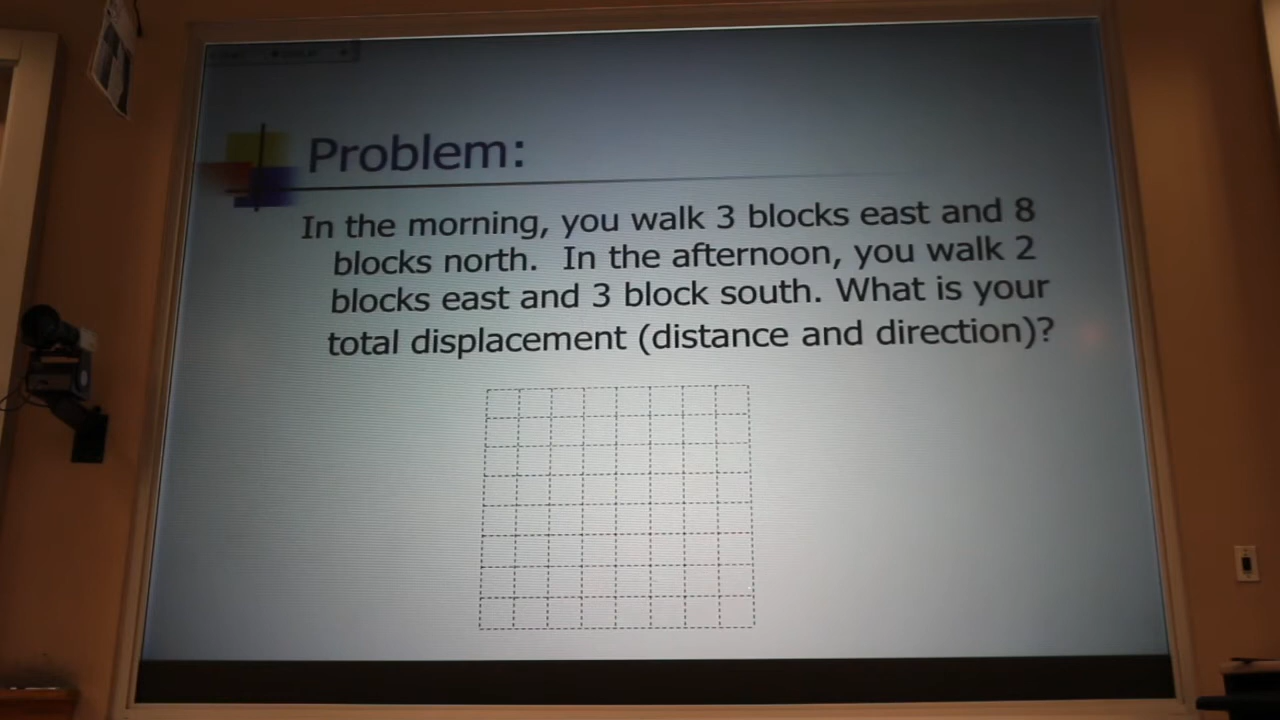 Problem:
In the morning, you walk 3 blocks east and 8
blocks north. In the afternoon, you walk 2
blocks east and 3 block south. What is your
total displacement (distance and direction)?